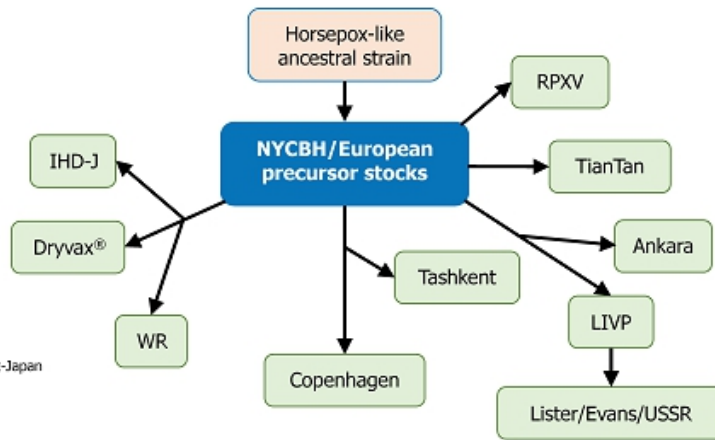 Horsepox-like
ancestral strain
RPXV
NYCBH/European
precursor stocks
IHD-J
TianTan
Dryvax®
Ankara
Tashkent
LIVP
WR
-Japan
Copenhagen
Lister/Evans/USSR